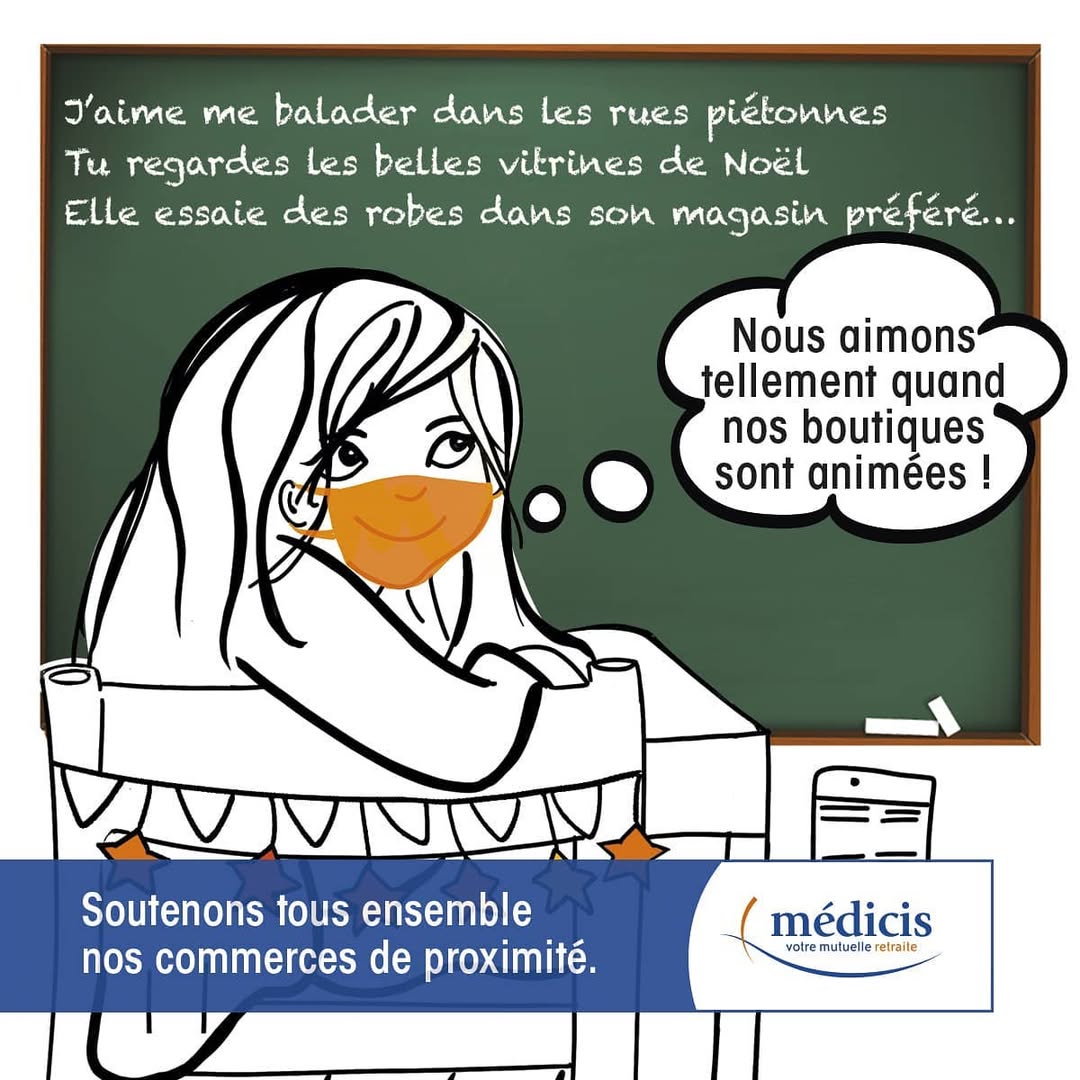 J'aime me balader dans les rues piétonnes
Tu regardes les belles vitrines de Noël
Elle essaie des robes dans son magasin préféré...
Nous aimons
tellement quand
nos boutiques
sont animées !
Soutenons tous ensemble
nos commerces de proximité.
médicis
votre mutuelle retraite